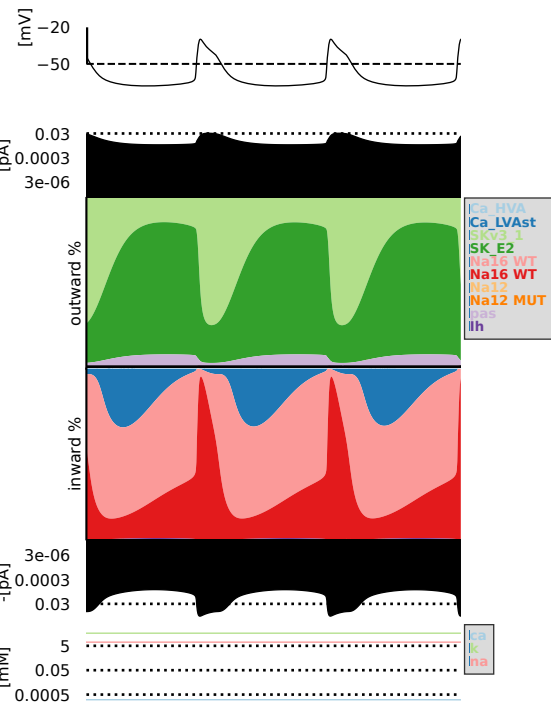 [mV]
−20
−50
[pA]
0.03
0.0003
3e-06
outward %
Ca_HVA
Ca_LVAst
SKv3_1
SK_E2
Na16 WT
Na16 WT
Na12
Na12 MUT
pas
Ih
inward %
-[pA]
3e-06
0.0003
0.03
[mM]
5
0.05
0.0005
ca
k
na